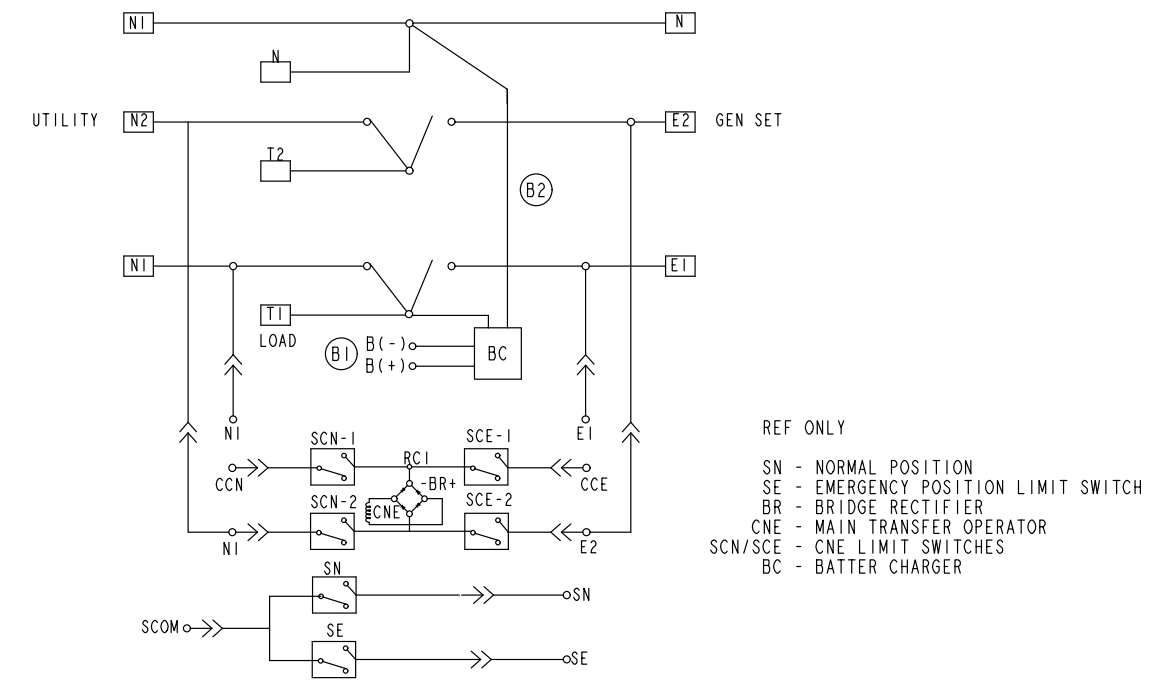 N1
N
N
UTILITY
N2
E2
GEN SET
T2
B2
N1
E1
T1
LOAD
B1
B(-)
B(+)
BC
N1
E1
REF ONLY
SCN-1
RC1
SCE-1
CCN
CCE
SN - NORMAL POSITION
SE - EMERGENCY POSITION LIMIT SWITCH
BR - BRIDGE RECTIFIER
CNE - MAIN TRANSFER OPERATOR
SCN/SCE - CNE LIMIT SWITCHES
BC - BATTER CHARGER
-BR+
SCN-2
CNE
SCE-2
N1
E2
SN
SN
SCOM
SE
SE